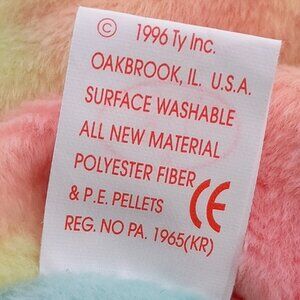 © 1996 Ty Inc.
OAKBROOK, IL. U.S.A.
SURFACE WASHABLE
ALL NEW MATERIAL
POLYESTER FIBER
& P.E. PELLETS CE
REG. NO PA. 1965(KR)